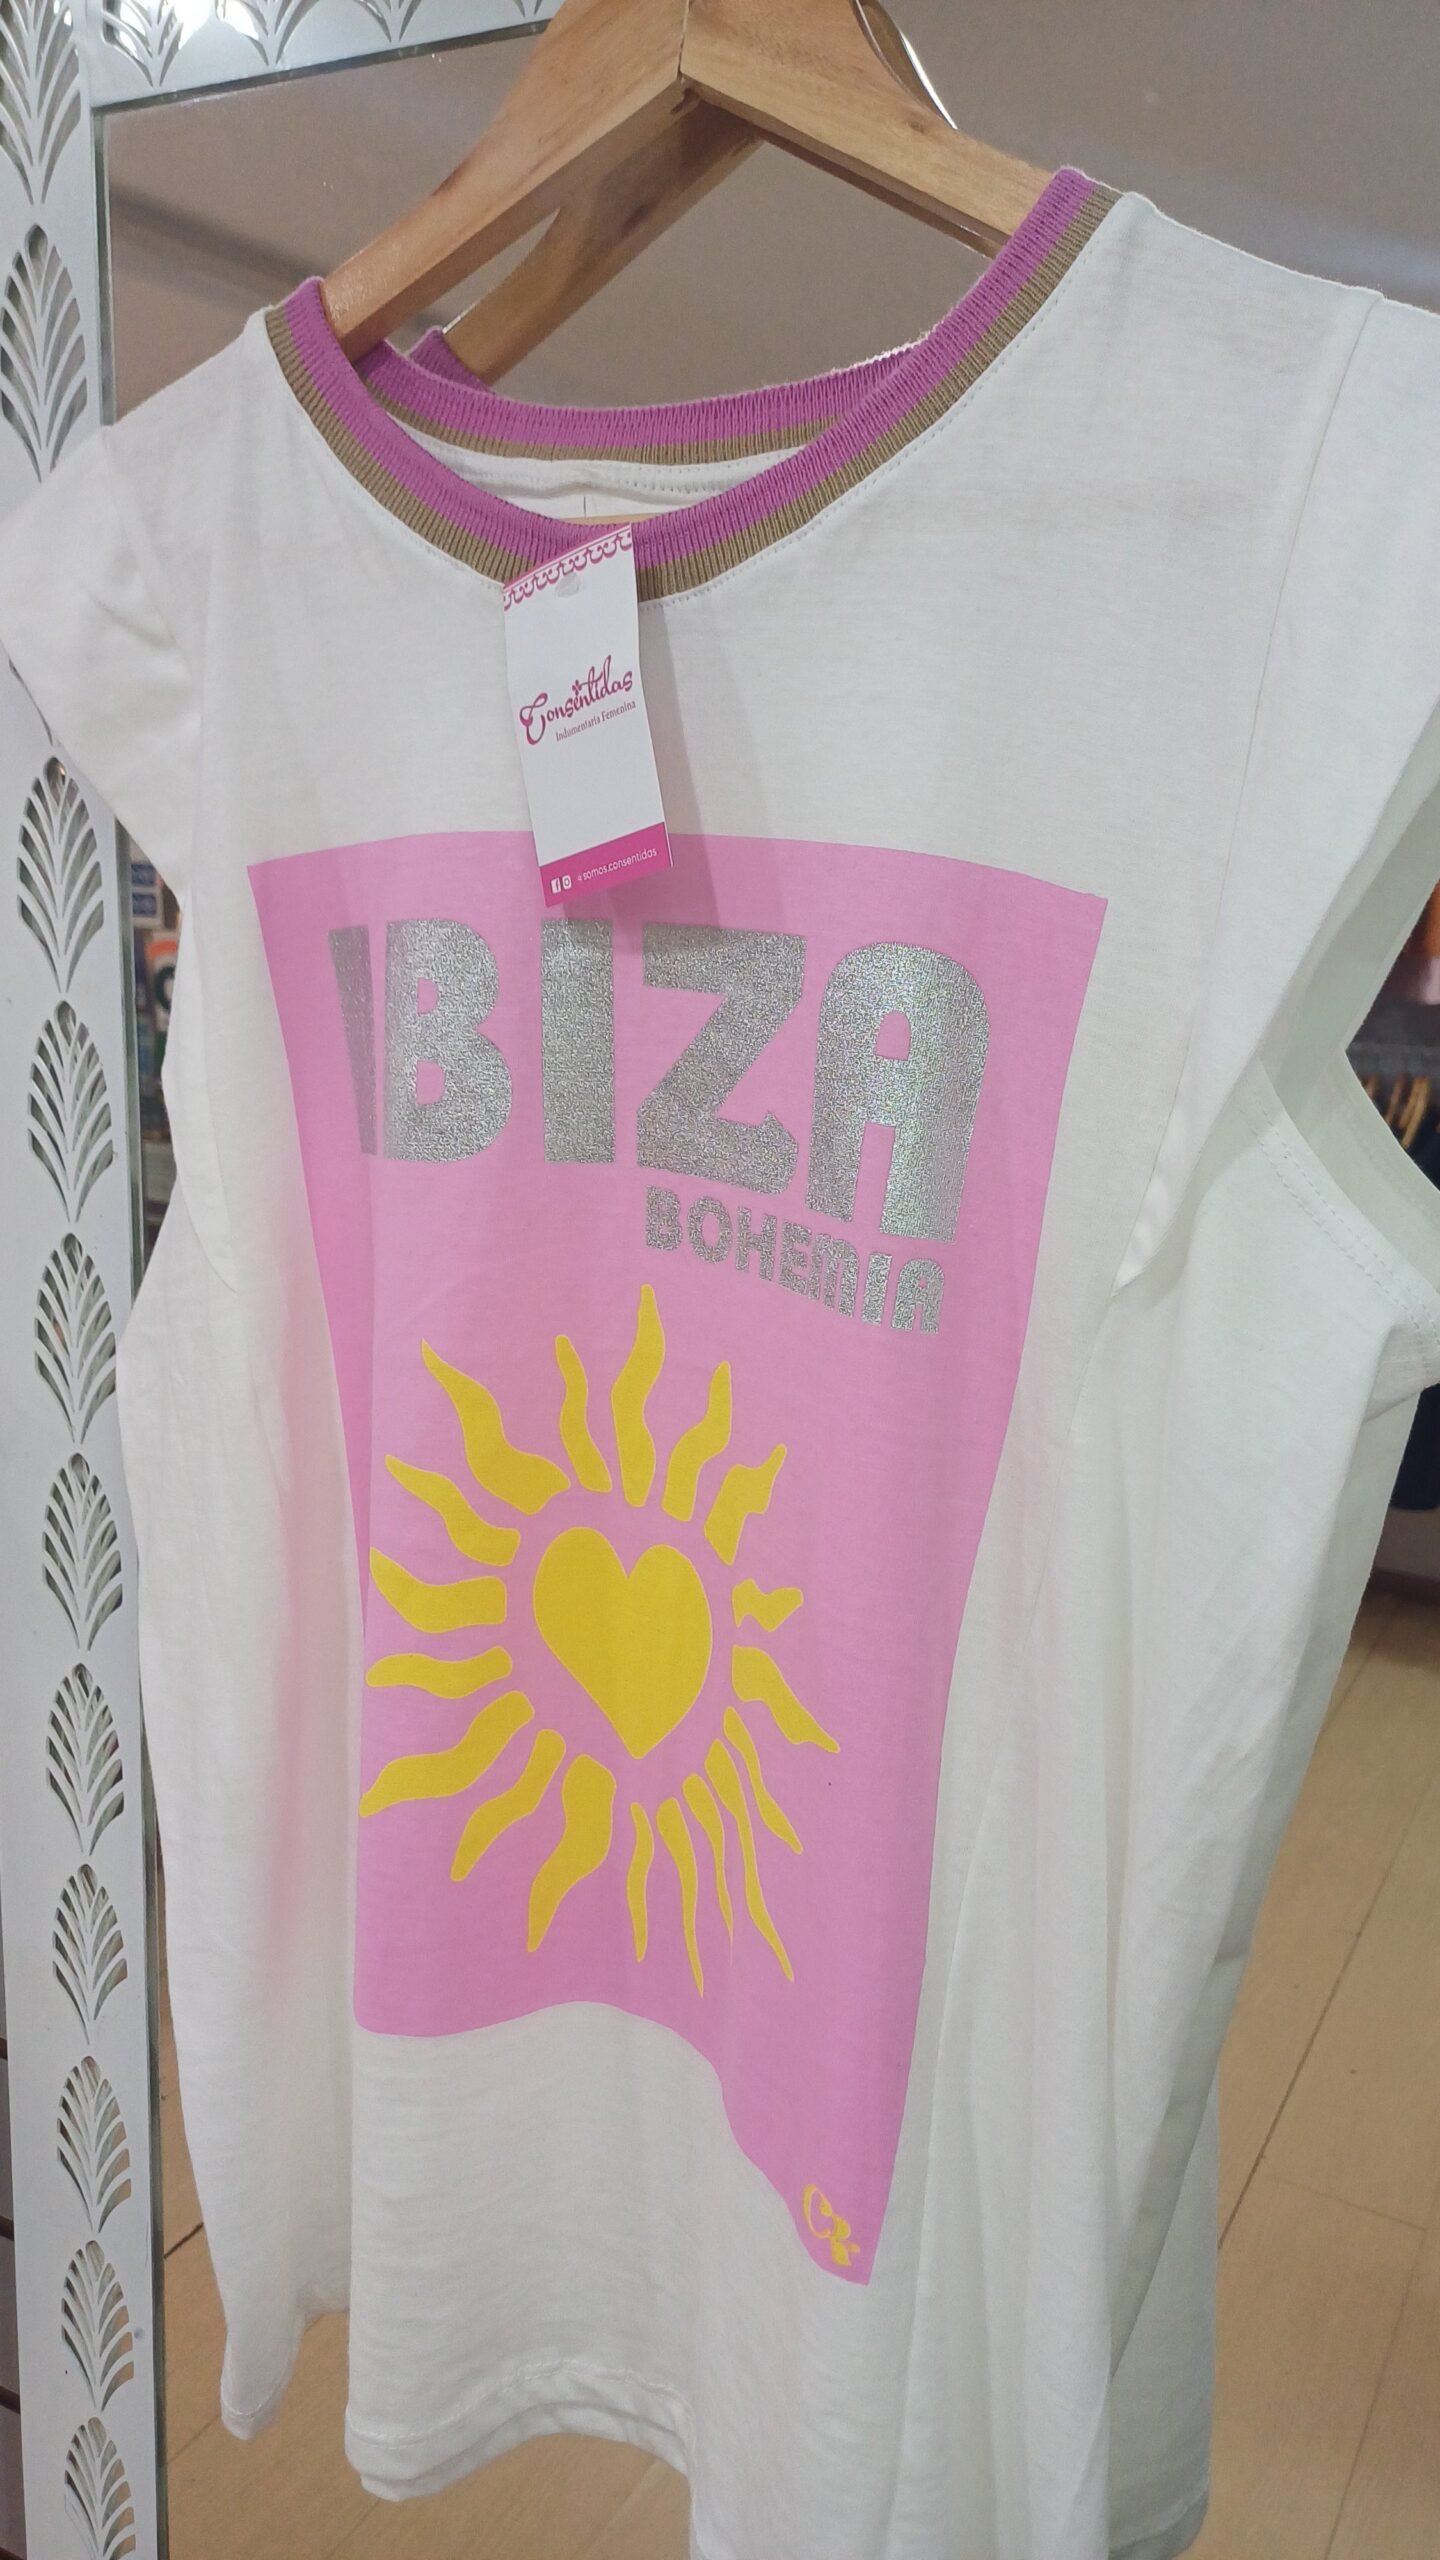 Consentidas
Indumentaria Femenina
somos.consentidas
IBIZA
BOHEMIA